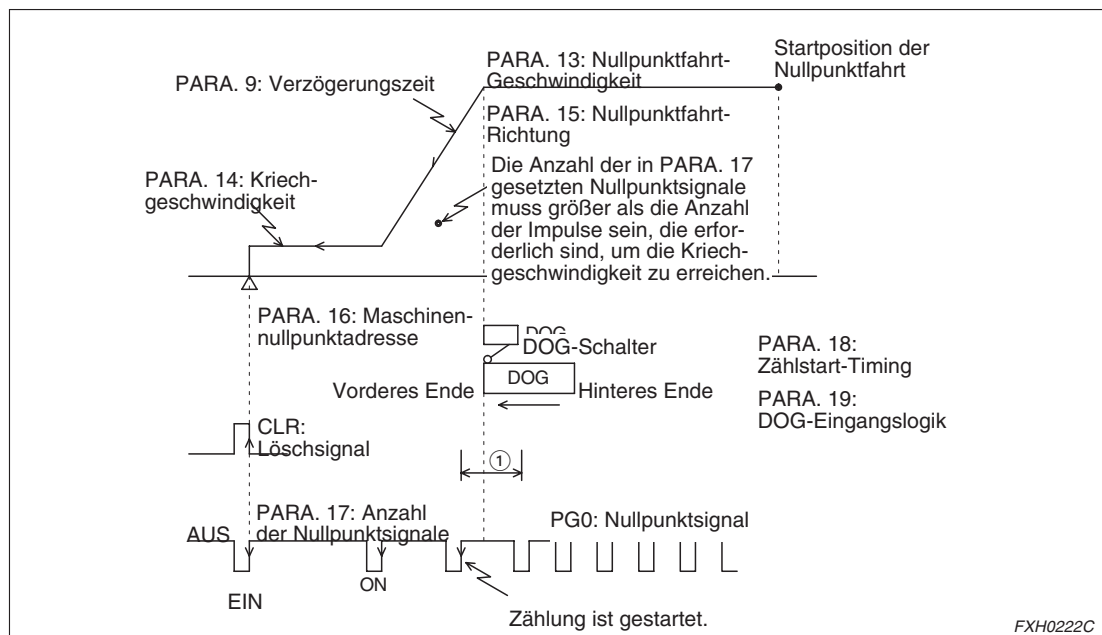 Startposition der
Nullpunktfahrt
PARA. 13: Nullpunktfahrt-
Geschwindigkeit
PARA. 9: Verzögerungszeit
PARA. 15: Nullpunktfahrt-
Richtung
Die Anzahl der in PARA. 17
gesetzten Nullpunktsignale
muss größer als die Anzahl
der Impulse sein, die erfor-
derlich sind, um die Kriech-
geschwindigkeit zu erreichen.
PARA. 14: Kriech-
geschwindigkeit
PARA. 16: Maschinen-
nullpunktadresse
DOG
DOG-Schalter
DOG
Vorderes Ende
Hinteres Ende
PARA. 18:
Zählstart-Timing
PARA. 19:
DOG-Eingangslogik
CLR:
Löschsignal
①
PARA. 17: Anzahl
der Nullpunktsignale
PG0: Nullpunktsignal
AUS
EIN
ON
Zählung ist gestartet.
FXH0222C